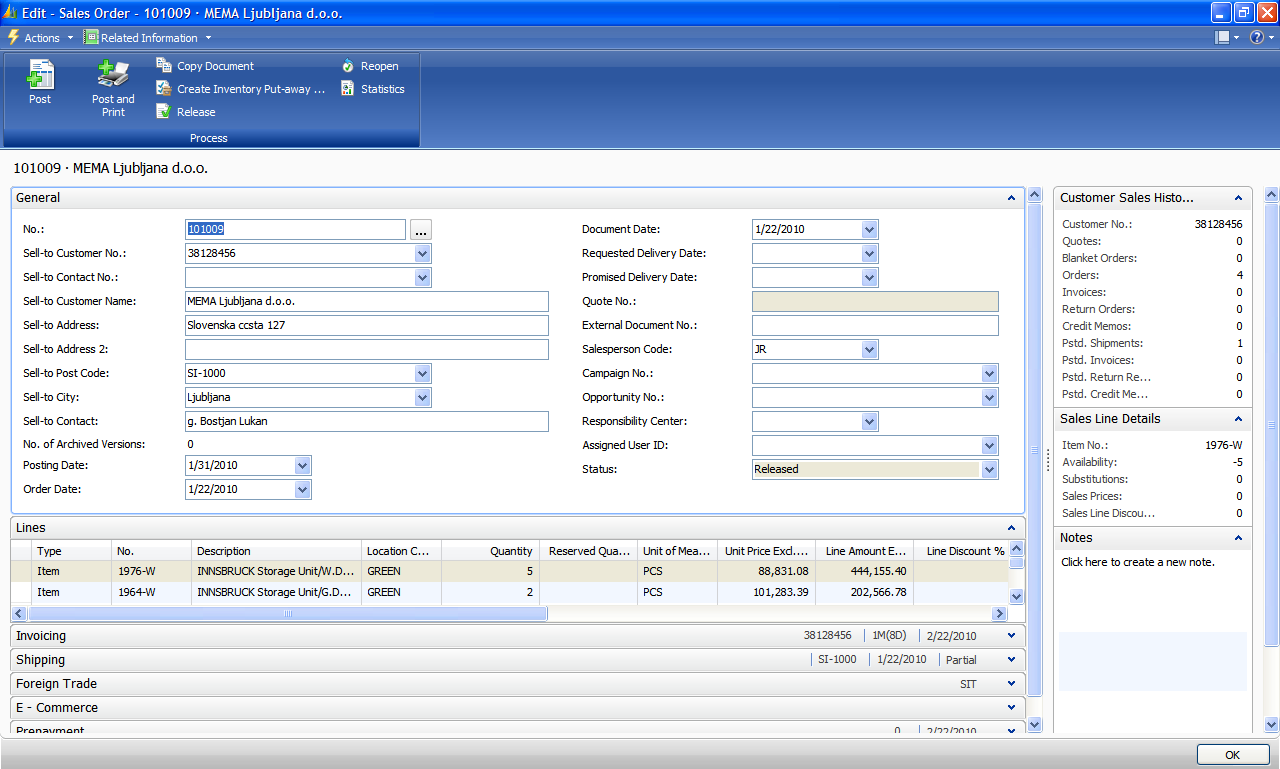 Edit - Sales Order - 101009 · MEMA Ljubljana d.o.o.
Actions Related Information
Post
Post and Print
Copy Document
Create Inventory Put-away ...
Release
Reopen
Statistics
Process
101009 · MEMA Ljubljana d.o.o.
General
No.: 101009 ...
Sell-to Customer No.: 38128456
Sell-to Contact No.:
Sell-to Customer Name: MEMA Ljubljana d.o.o.
Sell-to Address: Slovenska ccsta 127
Sell-to Address 2:
Sell-to Post Code: SI-1000
Sell-to City: Ljubljana
Sell-to Contact: g. Bostjan Lukan
No. of Archived Versions: 0
Posting Date: 1/31/2010
Order Date: 1/22/2010
Document Date: 1/22/2010
Requested Delivery Date:
Promised Delivery Date:
Quote No.:
External Document No.:
Salesperson Code: JR
Campaign No.:
Opportunity No.:
Responsibility Center:
Assigned User ID:
Status: Released
Lines
Type No. Description Location C... Quantity Reserved Qua... Unit of Mea... Unit Price Excl.... Line Amount E... Line Discount %
Item 1976-W INNSBRUCK Storage Unit/W.D... GREEN 5 PCS 88,831.08 444,155.40
Item 1964-W INNSBRUCK Storage Unit/G.D... GREEN 2 PCS 101,283.39 202,566.78
Invoicing 38128456 1M(8D) 2/22/2010
Shipping SI-1000 1/22/2010 Partial
Foreign Trade SIT
E - Commerce
Prepayment 0 2/22/2010
Customer Sales Histo...
Customer No.: 38128456
Quotes: 0
Blanket Orders: 0
Orders: 4
Invoices: 0
Return Orders: 0
Credit Memos: 0
Pstd. Shipments: 1
Pstd. Invoices: 0
Pstd. Return Re... 0
Pstd. Credit Me... 0
Sales Line Details
Item No.: 1976-W
Availability: -5
Substitutions: 0
Sales Prices: 0
Sales Line Discou... 0
Notes
Click here to create a new note.
OK